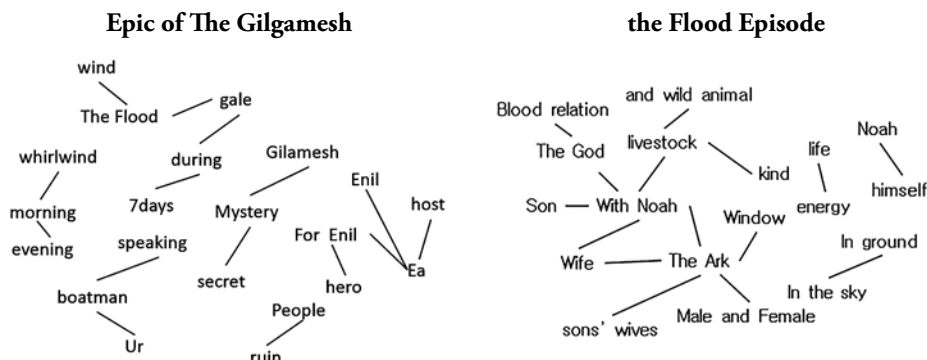 Epic of The Gilgamesh
wind
The Flood
gale
whirlwind
during
Gilamesh
Enil
7days
morning
Mystery
host
evening
speaking
For Enil
Ea
secret
hero
boatman
People
Ur
ruin
the Flood Episode
and wild animal
Blood relation
Noah
livestock
life
The God
kind
himself
Son
With Noah
energy
Window
In ground
Wife
The Ark
In the sky
Male and Female
sons' wives